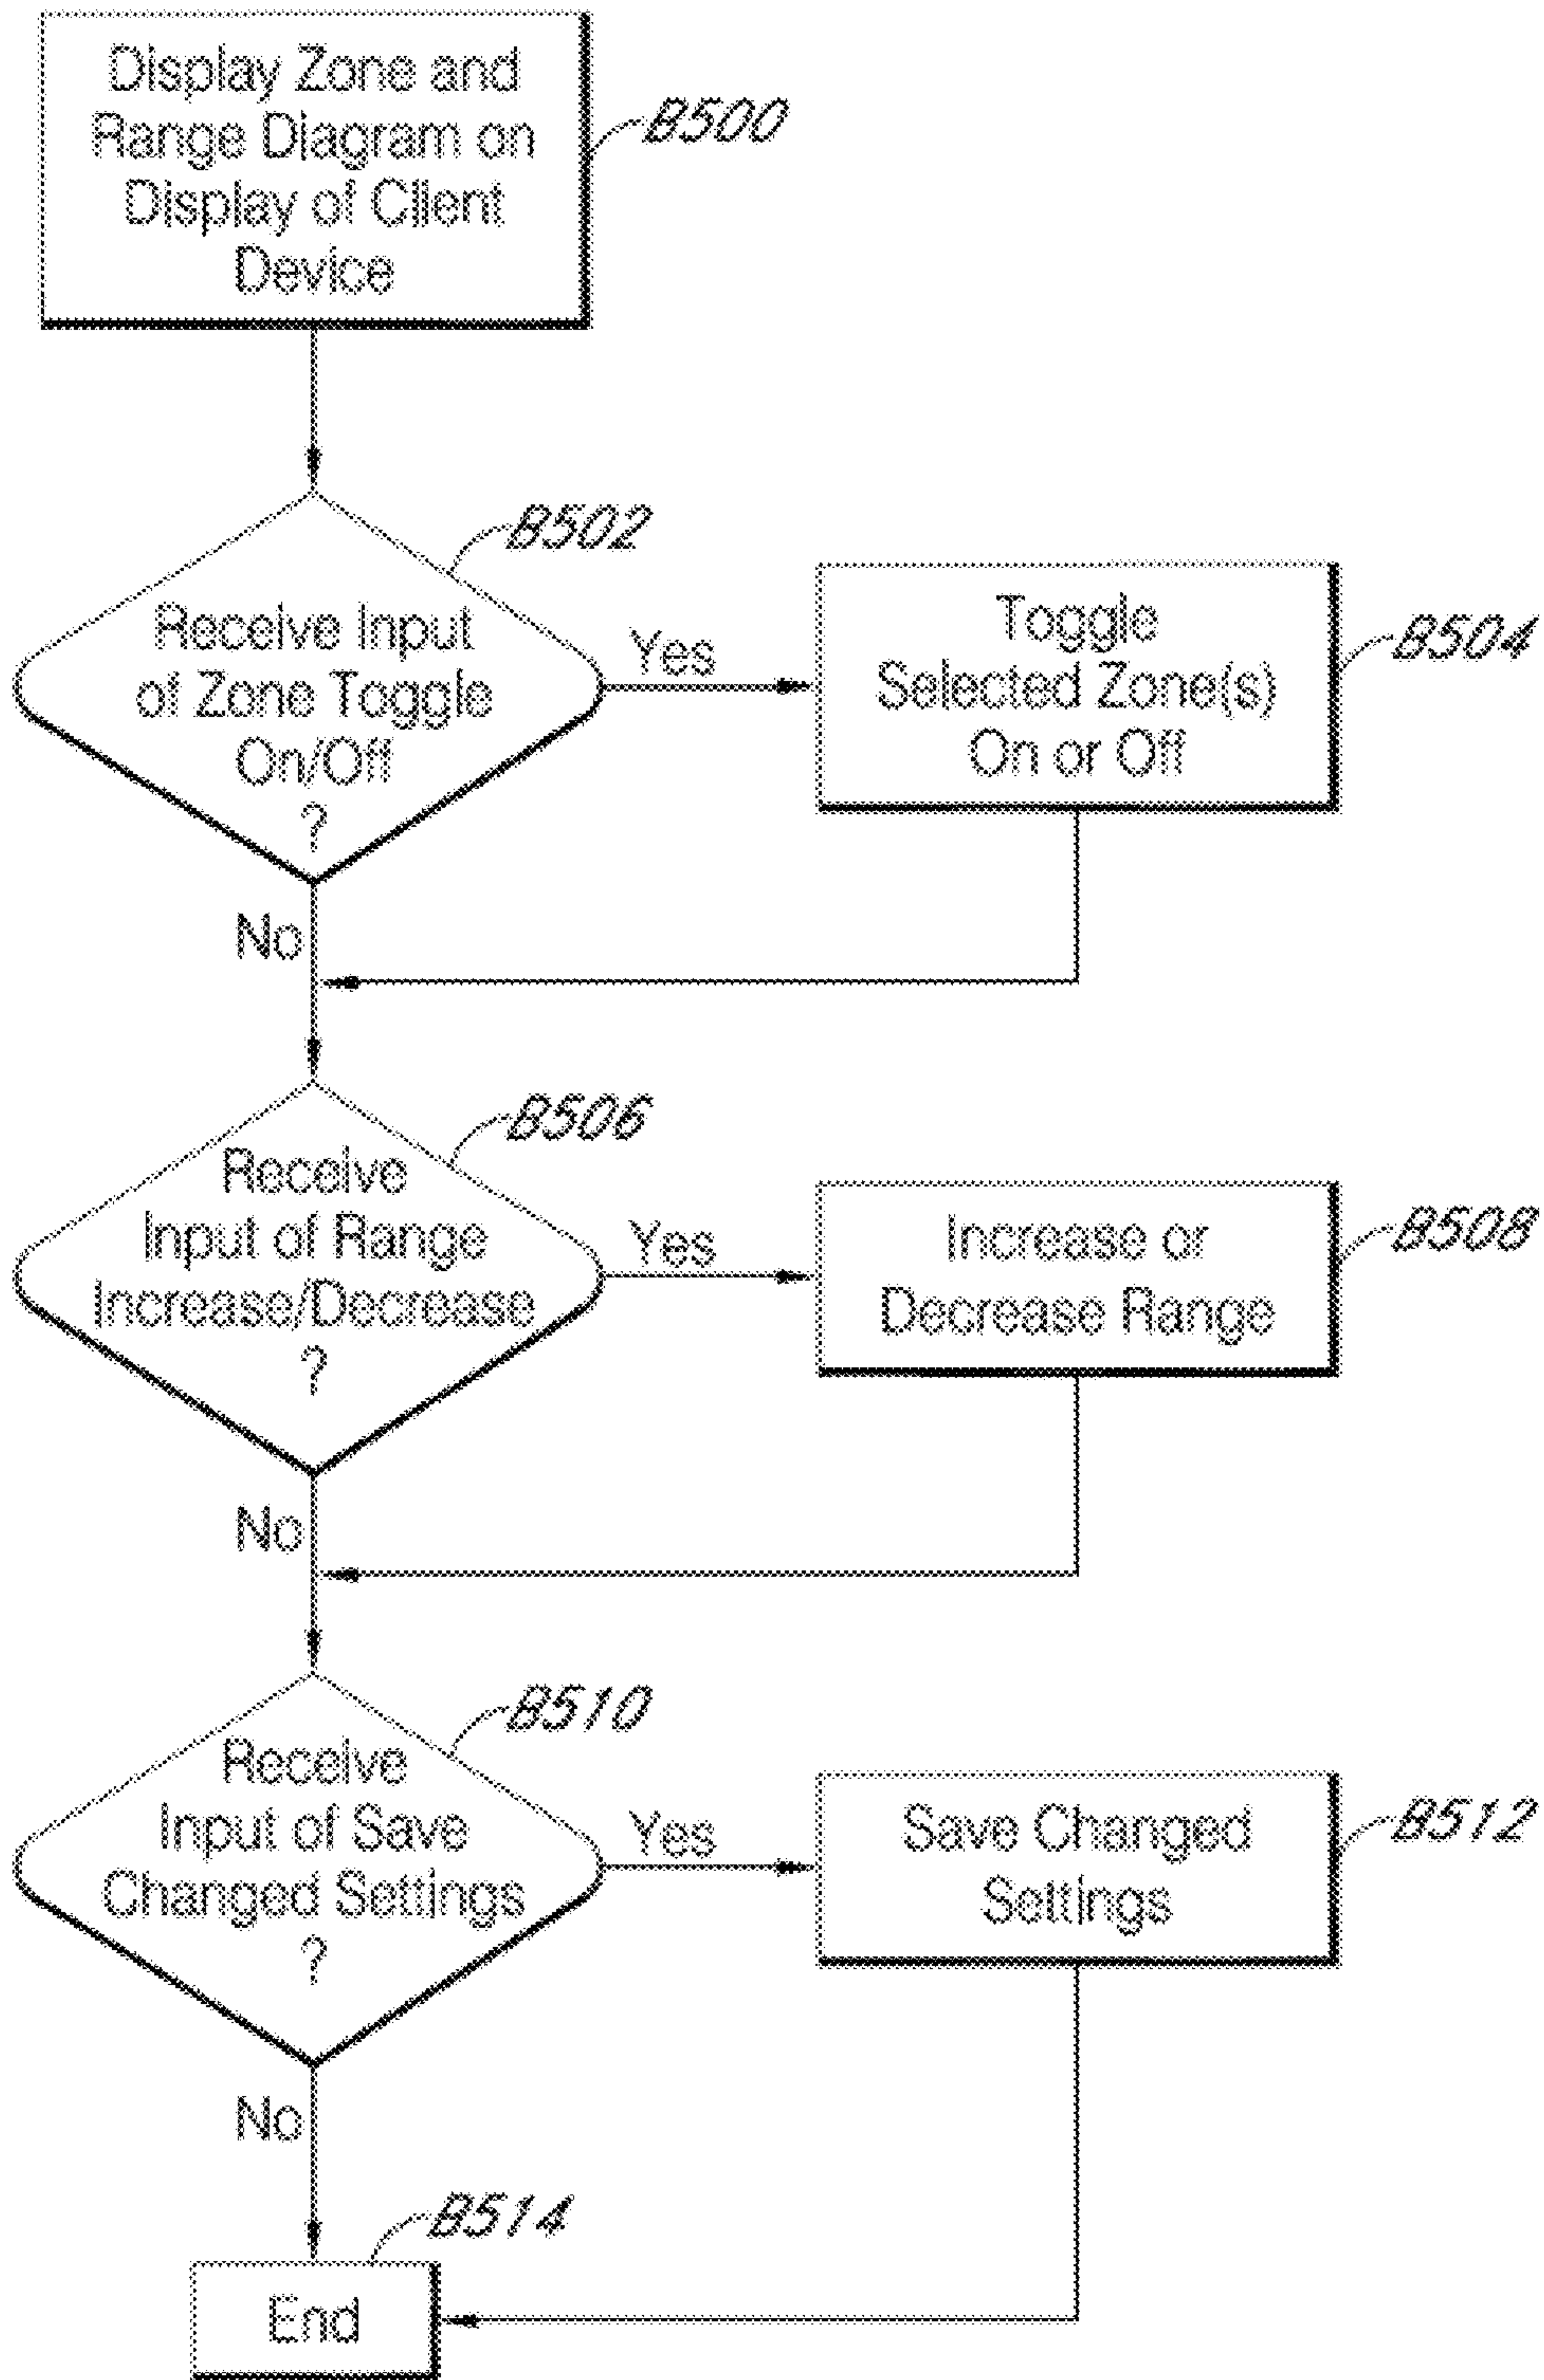 Display Zone and
Range Diagram on
Display of Client
Device
B500
B502
Receive Input
of Zone Toggle
On/Off
?
Yes
Toggle
Selected Zone(s)
On or Off
B504
No
B506
Receive
Input of Range
Increase/Decrease
?
Yes
Increase or
Decrease Range
B508
No
B510
Receive
Input of Save
Changed Settings
?
Yes
Save Changed
Settings
B512
No
B514
End